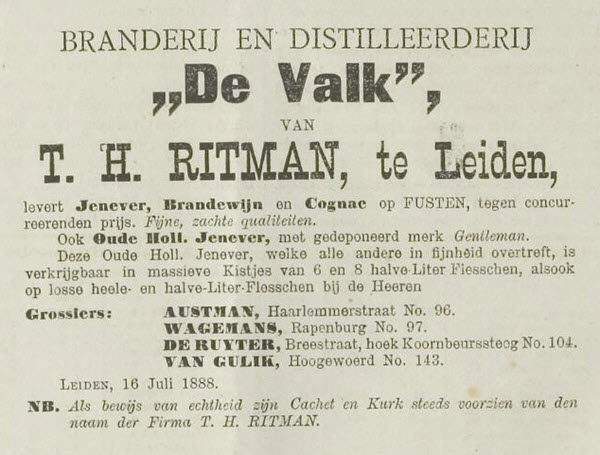 BRANDERIJ EN DISTILLEERDERIJ
„De Valk”,
VAN
T. H. RITMAN, te Leiden,
levert Jenever, Brandewijn en Cognac op FUSTEN, tegen concur-
reerenden prijs. Fijne, zachte qualiteiten.
Ook Oude Holl. Jenever, met gedeponeerd merk Gentleman.
Deze Oude Holl. Jenever, welke alle andere in fijnheid overtreft, is
verkrijgbaar in massieve Kistjes van 6 en 8 halve-Liter Flesschen, alsook
op losse heele- en halve-Liter-Flesschen bij de Heeren
Grossiers: AUSTMAN, Haarlemmerstraat No. 96.
WAGEMANS, Rapenburg No. 97.
DE RUYTER, Breestraat, hoek Koornbeurssteeg No. 104.
VAN GULIK, Hoogewoerd No. 143.
LEIDEN, 16 Juli 1888.
NB. Als bewijs van echtheid zijn Cachet en Kurk steeds voorzien van den
naam der Firma T. H. RITMAN.